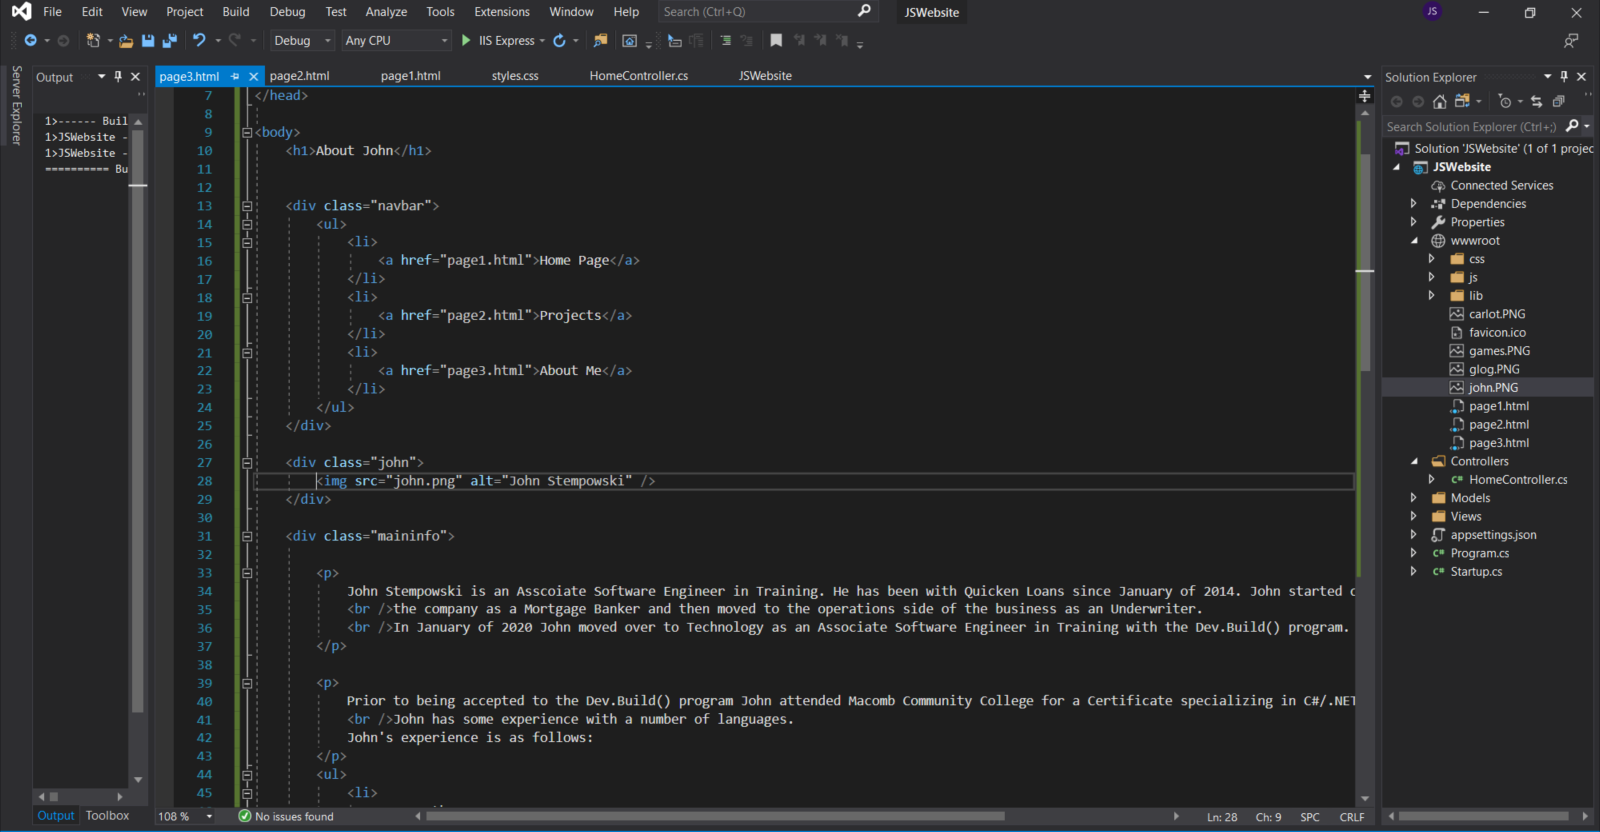 File Edit View Project Build Debug Test Analyze Tools Extensions Window Help Search (Ctrl+Q) JSWebsite JS
Debug Any CPU IIS Express
Server Explorer
Output
1>------ Buil
1>JSWebsite -
1>JSWebsite -
========== Bu
Output Toolbox
page3.html page2.html page1.html styles.css HomeController.cs JSWebsite
7 </head>
8
9 <body>
10 <h1>About John</h1>
11
12
13 <div class="navbar">
14 <ul>
15 <li>
16 <a href="page1.html">Home Page</a>
17 </li>
18 <li>
19 <a href="page2.html">Projects</a>
20 </li>
21 <li>
22 <a href="page3.html">About Me</a>
23 </li>
24 </ul>
25 </div>
26
27 <div class="john">
28 <img src="john.png" alt="John Stempowski" />
29 </div>
30
31 <div class="maininfo">
32
33 <p>
34 John Stempowski is an Asscoiate Software Engineer in Training. He has been with Quicken Loans since January of 2014. John started
35 <br />the company as a Mortgage Banker and then moved to the operations side of the business as an Underwriter.
36 <br />In January of 2020 John moved over to Technology as an Associate Software Engineer in Training with the Dev.Build() program.
37 </p>
38
39 <p>
40 Prior to being accepted to the Dev.Build() program John attended Macomb Community College for a Certificate specializing in C#/.NET
41 <br />John has some experience with a number of languages.
42 John's experience is as follows:
43 </p>
44 <ul>
45 <li>
108 % No issues found Ln: 28 Ch: 9 SPC CRLF
Solution Explorer
Search Solution Explorer (Ctrl+;)
Solution 'JSWebsite' (1 of 1 projec
JSWebsite
Connected Services
Dependencies
Properties
wwwroot
css
js
lib
carlot.PNG
favicon.ico
games.PNG
glog.PNG
john.PNG
page1.html
page2.html
page3.html
Controllers
C# HomeController.cs
Models
Views
appsettings.json
C# Program.cs
C# Startup.cs